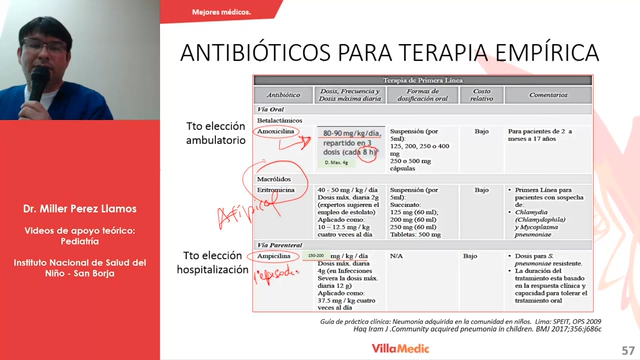 Mejores médicos.
ANTIBIÓTICOS PARA TERAPIA EMPÍRICA
Terapia de Primera Línea
Antibiótico
Dosis, Frecuencia y
Dosis máxima diaria
Formas de
dosificación oral
Costo
relativo
Comentarios
Vía Oral
Betalactámicos
Tto elección
ambulatorio
Amoxicilina
80-90 mg/kg/día,
repartido en 3
dosis (cada 8 h)
D. Max. 4g
Suspensión (por
5ml):
125, 200, 250 o 400
mg
250 o 500 mg
cápsulas
Bajo
Para pacientes de 2 a
meses a 17 años
Macrólidos
Eritromicina
Atípico
40 - 50 mg / kg / día
Dosis máx. diaria 2g
(expertos sugieren el
empleo de estolato)
Aplicado como
10 – 12.5 mg / kg
cuatro veces al día
Suspensión (por
5ml):
Succinato:
125 mg (60 ml);
200 mg (60 ml)
250 mg (60 ml)
Tabletas: 500 mg
Bajo
• Primera Línea para
pacientes con sospecha
de:
• Chlamydia
(Chlamydophila) y
Mycoplasma
pneumoniae
Vía Parenteral
Tto elección
hospitalización
Ampicilina
150-200 mg / kg / día
Dosis máx. diaria
4g (en Infecciones
Severa la dosis máx.
diaria 12 g)
Aplicado como:
37.5 mg / kg cuatro
veces al día
N/A
Bajo
• Dosis para S.
pneumoniae resistente.
• La duración del
tratamiento esta basado
en la respuesta clínica y
capacidad para tolerar
el tratamiento oral
Guía de práctica clínica: Neumonía adquirida en la comunidad en niños. Lima: SPEIT, OPS 2009
Haq Iram J .Community acquired pneumonia in children. BMJ 2017;356:j686c
Dr. Miller Perez Llamos
Videos de apoyo teórico:
Pediatría
Instituto Nacional de Salud del
Niño - San Borja
VillaMedic
57